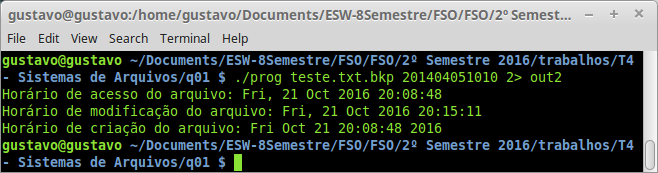 gustavo@gustavo:/home/gustavo/Documents/ESW-8Semestre/FSO/FSO/2º Semest...
File Edit View Search Terminal Help
gustavo@gustavo ~/Documents/ESW-8Semestre/FSO/FSO/2º Semestre 2016/trabalhos/T4
- Sistemas de Arquivos/q01 $ ./prog teste.txt.bkp 201404051010 2> out2
Horário de acesso do arquivo: Fri, 21 Oct 2016 20:08:48
Horário de modificação do arquivo: Fri, 21 Oct 2016 20:15:11
Horário de criação do arquivo: Fri Oct 21 20:08:48 2016
gustavo@gustavo ~/Documents/ESW-8Semestre/FSO/FSO/2º Semestre 2016/trabalhos/T4
- Sistemas de Arquivos/q01 $